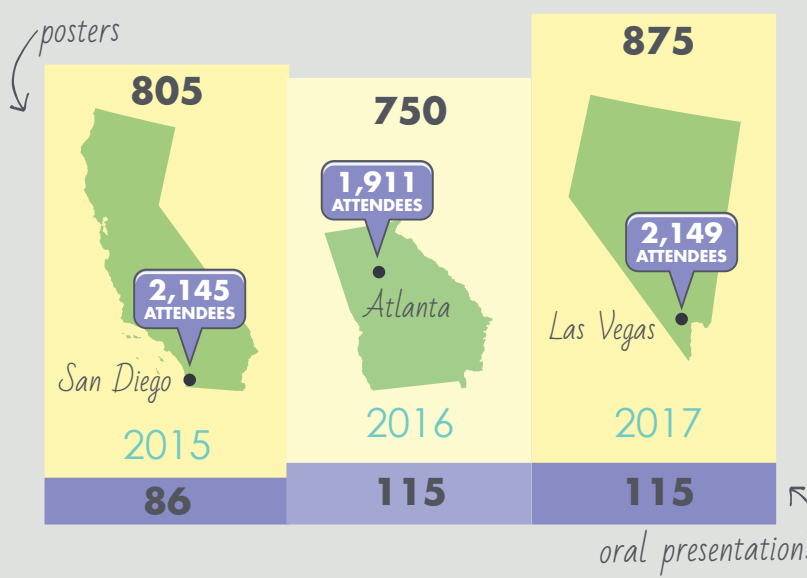 posters
805
2,145
ATTENDEES
San Diego
2015
86
750
1,911
ATTENDEES
Atlanta
2016
115
875
2,149
ATTENDEES
Las Vegas
2017
115
oral presentations